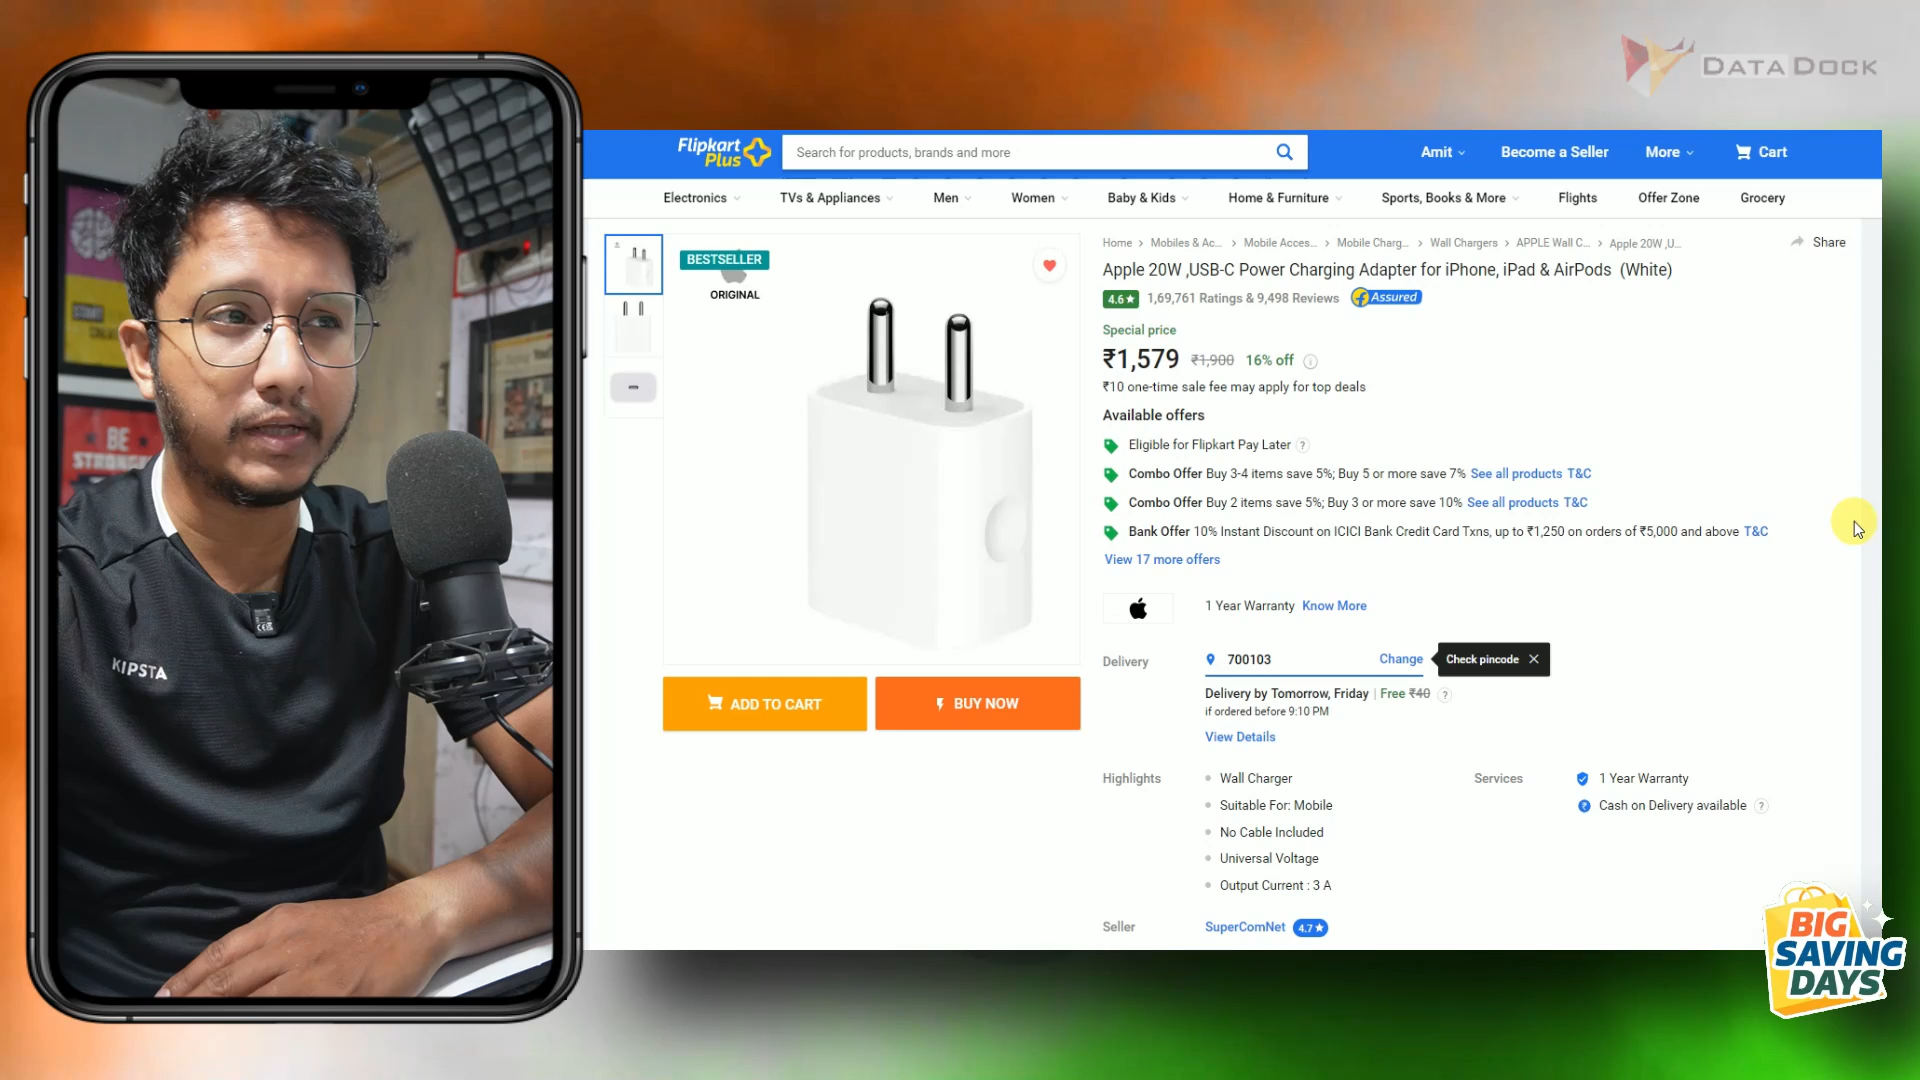 DATA DOCK
Flipkart
Plus
Search for products, brands and more
Amit
Become a Seller
More
Cart
Electronics
TVs & Appliances
Men
Women
Baby & Kids
Home & Furniture
Sports, Books & More
Flights
Offer Zone
Grocery
Home
Mobiles & Ac...
Mobile Acces...
Mobile Charg...
Wall Chargers
APPLE Wall C...
Apple 20W ,U...
Share
BESTSELLER
ORIGINAL
Apple 20W ,USB-C Power Charging Adapter for iPhone, iPad & AirPods (White)
4.6★ 1,69,761 Ratings & 9,498 Reviews Assured
Special price
₹1,579 ₹1,900 16% off
₹10 one-time sale fee may apply for top deals
Available offers
Eligible for Flipkart Pay Later ?
Combo Offer Buy 3-4 items save 5%; Buy 5 or more save 7% See all products T&C
Combo Offer Buy 2 items save 5%; Buy 3 or more save 10% See all products T&C
Bank Offer 10% Instant Discount on ICICI Bank Credit Card Txns, up to ₹1,250 on orders of ₹5,000 and above T&C
View 17 more offers
1 Year Warranty Know More
Delivery
700103
Change
Check pincode
Delivery by Tomorrow, Friday | Free ₹40 ?
if ordered before 9:10 PM
View Details
ADD TO CART
BUY NOW
Highlights
Wall Charger
Suitable For: Mobile
No Cable Included
Universal Voltage
Output Current : 3 A
Services
1 Year Warranty
Cash on Delivery available ?
Seller
SuperComNet 4.7★
BIG
SAVING
DAYS
BE
STRONG
KIPSTA